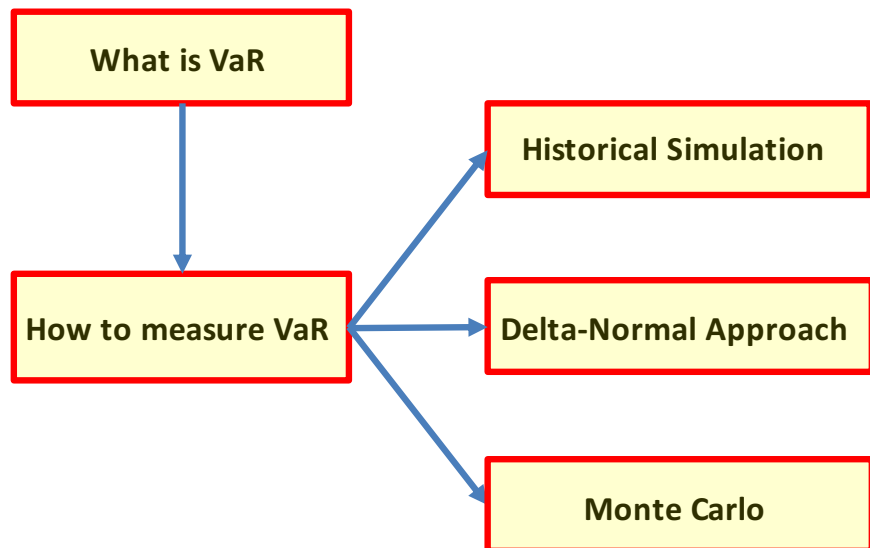 What is VaR
Historical Simulation
How to measure VaR
Delta-Normal Approach
Monte Carlo